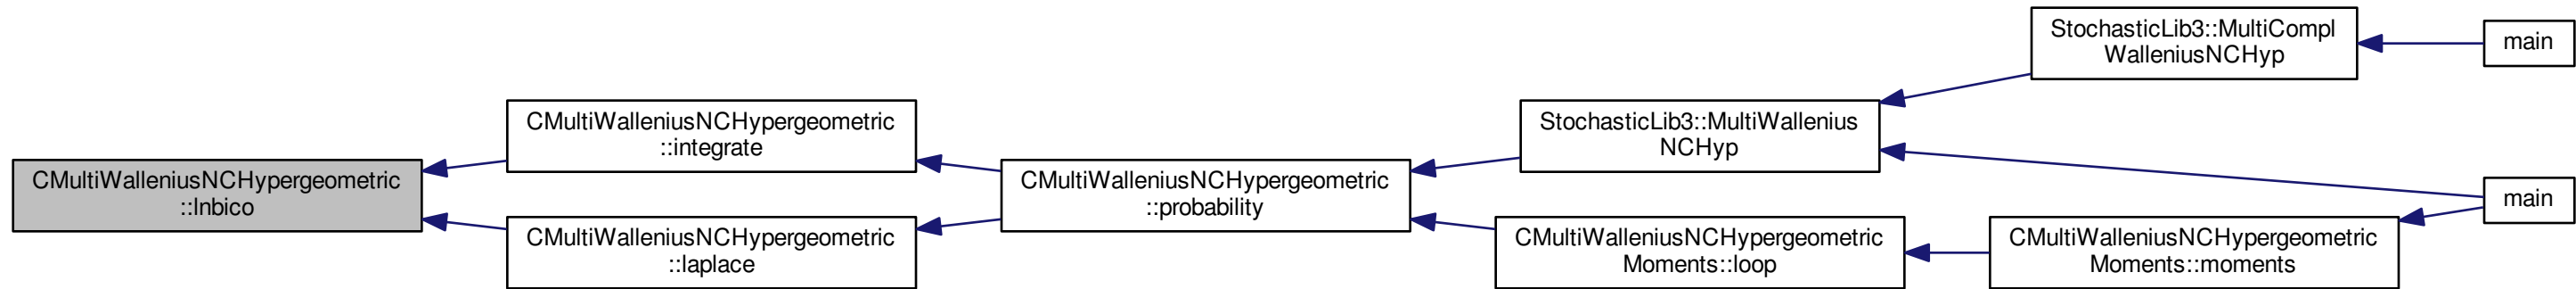 CMultiWalleniusNCHypergeometric
::lnbico
CMultiWalleniusNCHypergeometric
::integrate
CMultiWalleniusNCHypergeometric
::laplace
CMultiWalleniusNCHypergeometric
::probability
StochasticLib3::MultiWallenius
NCHyp
CMultiWalleniusNCHypergeometric
Moments::loop
StochasticLib3::MultiCompl
WalleniusNCHyp
CMultiWalleniusNCHypergeometric
Moments::moments
main
main